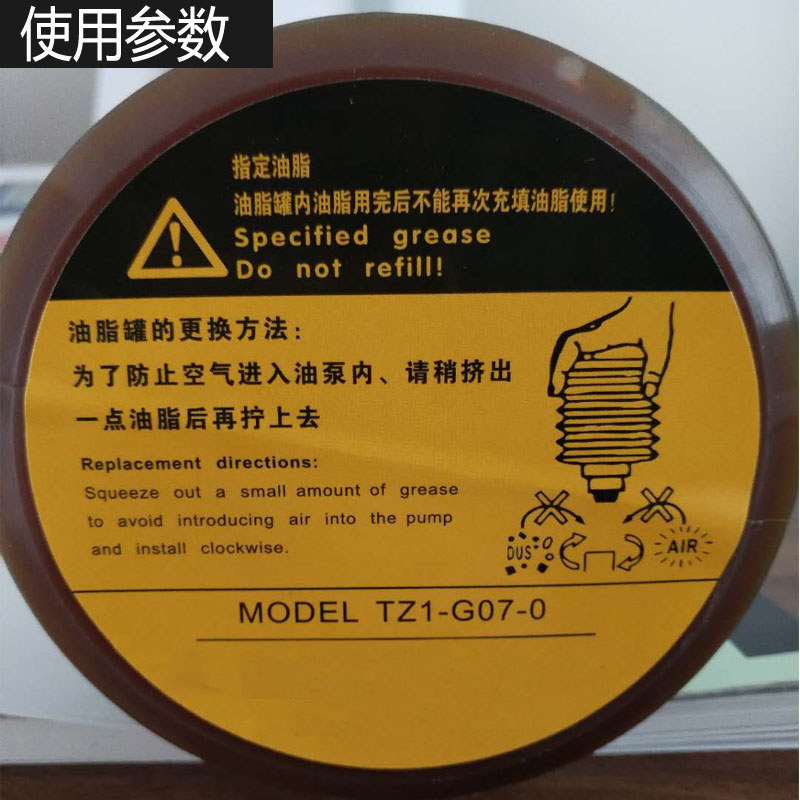 使用参数
指定油脂
油脂罐内油脂用完后不能再次充填油脂使用!
Specified grease
Do not refill!
油脂罐的更换方法:
为了防止空气进入油泵内、请稍挤出
一点油脂后再拧上去
Replacement directions:
Squeeze out a small amount of grease
to avoid introducing air into the pump
and install clockwise.
DUS
AIR
MODEL TZ1-G07-0